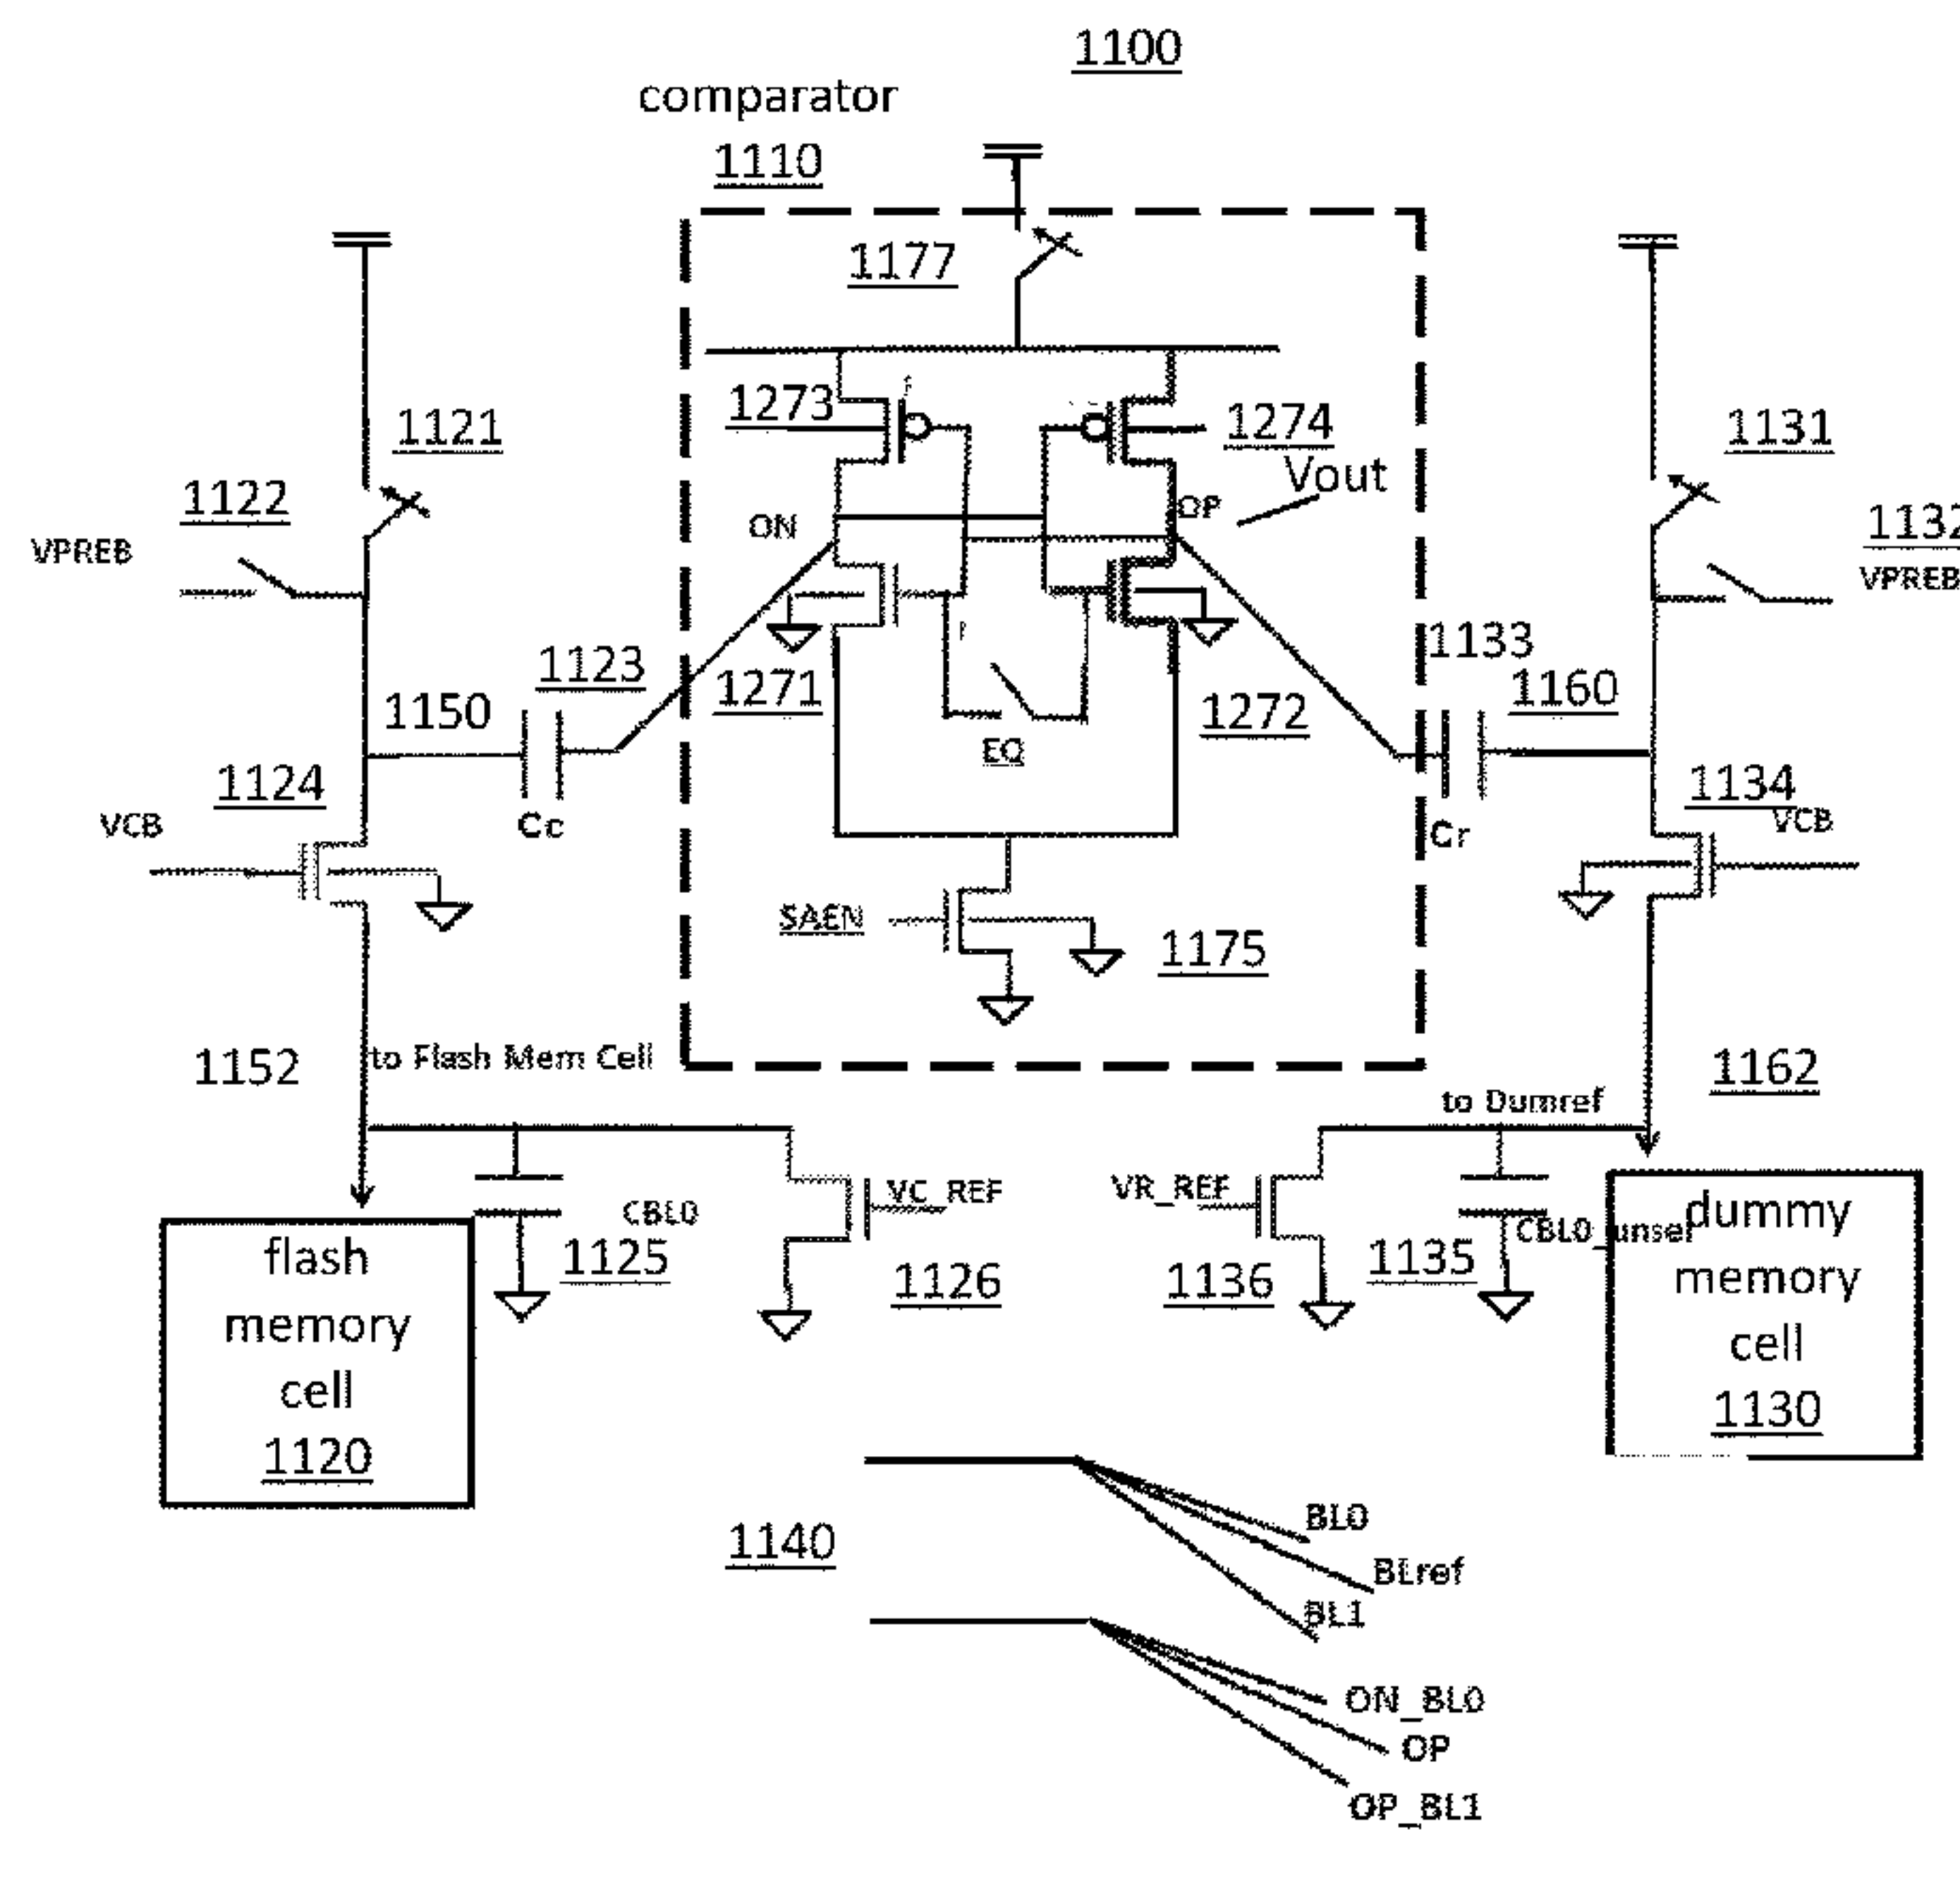 1100
comparator
1110
1177
1273
1274
1121
1131
Vout
1122
OP
1132
ON
VPREB
VPREB
1133
1123
1271
1160
1150
1272
EQ
1124
1134
VCB
Cc
VCB
Cr
SAEN
1175
1152
to Flash Mem Cell
1162
to Dumref
VC_REF
VR_REF
CBL0
dummy
memory
cell
1130
CBL0_unsel
flash
memory
cell
1120
1125
1126
1136
1135
BL0
1140
BLref
BL1
ON_BL0
OP
OP_BL1